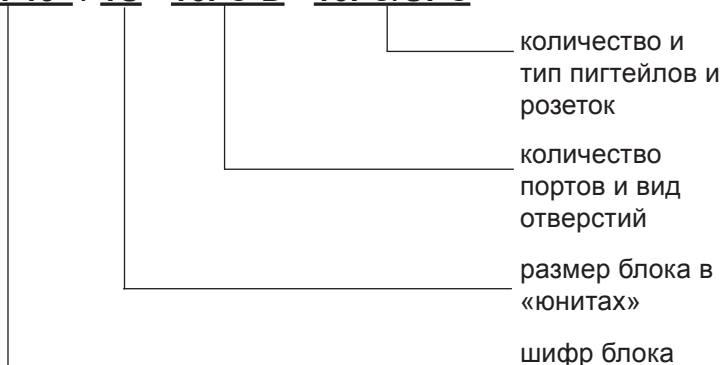 количество и
тип пигтейлов и
розеток
количество
портов и вид
отверстий
размер блока в
«юнитах»
шифр блока